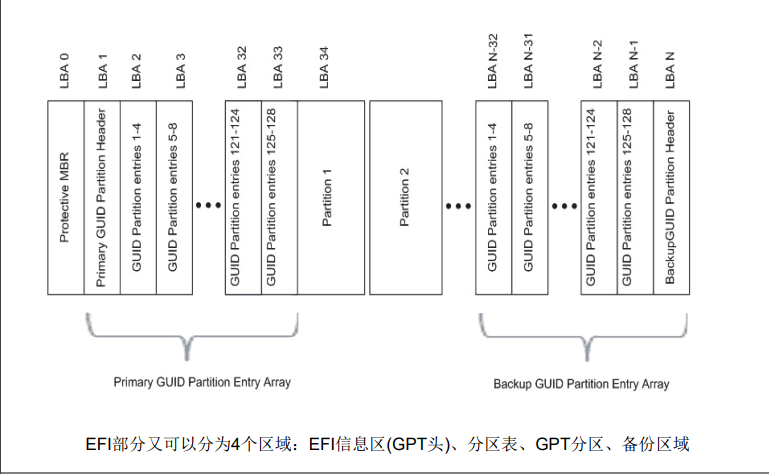 LBA 0
LBA 1
LBA 2
LBA 3
LBA 32
LBA 33
LBA 34
LBA N-32
LBA N-31
LBA N-2
LBA N-1
LBA N
Protective MBR
Primary GUID Partition Header
GUID Partition entries 1-4
GUID Partition entries 5-8
GUID Partition entries 121-124
GUID Partition entries 125-128
Partition 1
Partition 2
GUID Partition entries 1-4
GUID Partition entries 5-8
GUID Partition entries 121-124
GUID Partition entries 125-128
BackupGUID Partition Header
Primary GUID Partition Entry Array
Backup GUID Partition Entry Array
EFI部分又可以分为4个区域：EFI信息区(GPT头)、分区表、GPT分区、备份区域